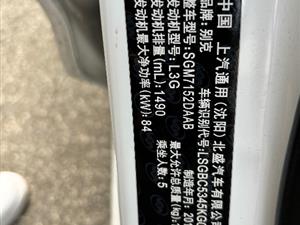 中国 上汽通用(沈阳)北盛汽车有限公
品牌:别克
整车型号:SGM7152DAAB
发动机型号:L3G
发动机排量(mL):1490
发动机最大净功率(kW):84
车辆识别代号:LSGBC5345KG0
制造年月:201
最大允许总质量(kg):1
乘坐人数:5